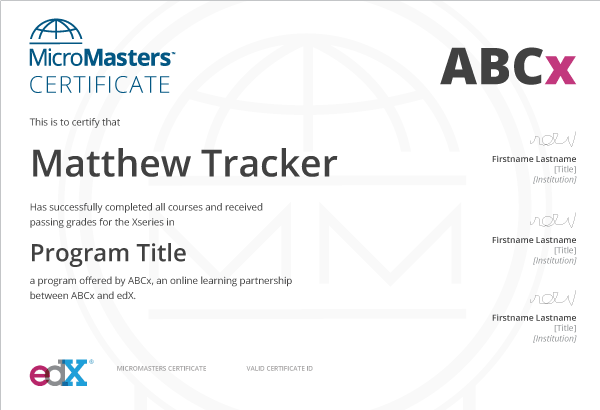 MicroMasters™
CERTIFICATE
ABCx
This is to certify that
Matthew Tracker
Has successfully completed all courses and received
passing grades for the Xseries in
Program Title
a program offered by ABCx, an online learning partnership
between ABCx and edX.
Firstname Lastname
[Title]
[Institution]
Firstname Lastname
[Title]
[Institution]
Firstname Lastname
[Title]
[Institution]
edX®
MICROMASTERS CERTIFICATE
VALID CERTIFICATE ID